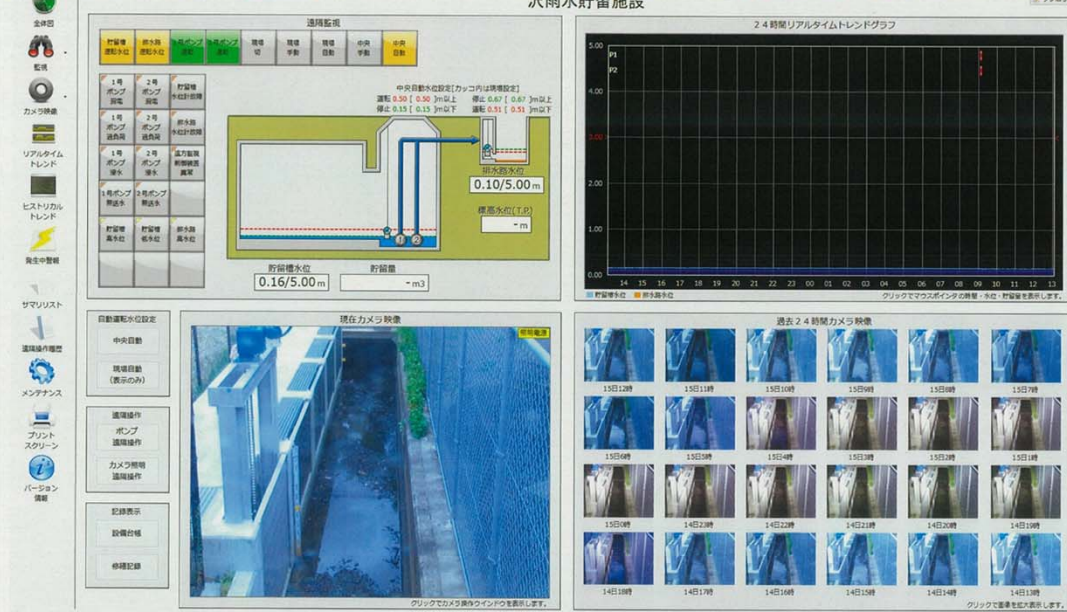 沢雨水貯留施設
全体図
監視
カメラ映像
リアルタイム
トレンド
ヒストリカル
トレンド
発生中警報
サマリリスト
遠隔操作履歴
メンテナンス
プリント
スクリーン
バージョン
情報
遠隔監視
貯留槽
運転水位
排水路
運転水位
現場
切
現場
手動
現場
自動
中央
手動
中央
自動
1号
ポンプ
漏電
2号
ポンプ
漏電
貯留槽
水位計故障
1号
ポンプ
過負荷
2号
ポンプ
過負荷
排水路
水位計故障
1号
ポンプ
浸水
2号
ポンプ
浸水
遠方監視
制御装置
異常
1号ポンプ
無送水
2号ポンプ
無送水
貯留槽
高水位
貯留槽
低水位
排水路
高水位
中央自動水位設定[カッコ内は現場設定]
運転 0.50 [ 0.50 ]m以上 停止 0.67 [ 0.67 ]m以上
停止 0.15 [ 0.15 ]m以下 運転 0.51 [ 0.51 ]m以下
排水路水位
0.10/5.00 m
標高水位(T.P.)
- m
1 2
貯留槽水位
0.16/5.00 m
貯留量
- m3
24時間リアルタイムトレンドグラフ
5.00
P1
P2
4.00
3.00
2.00
1.00
0.00
14 15 16 17 18 19 20 21 22 23 00 01 02 03 04 05 06 07 08 09 10 11 12 13
貯留槽水位 排水路水位
クリックでマウスポインタの時間・水位・貯留量を表示します。
自動運転水位設定
中央自動
現場自動
(表示のみ)
遠隔操作
ポンプ
遠隔操作
カメラ照明
遠隔操作
記録表示
設備台帳
修理記録
現在カメラ映像
照明電源
クリックでカメラ操作ウインドウを表示します。
過去24時間カメラ映像
15日12時 15日11時 15日10時 15日9時 15日8時 15日7時
15日6時 15日5時 15日4時 15日3時 15日2時 15日1時
15日0時 14日23時 14日22時 14日21時 14日20時 14日19時
14日18時 14日17時 14日16時 14日15時 14日14時 14日13時
クリックで画像を拡大表示します。